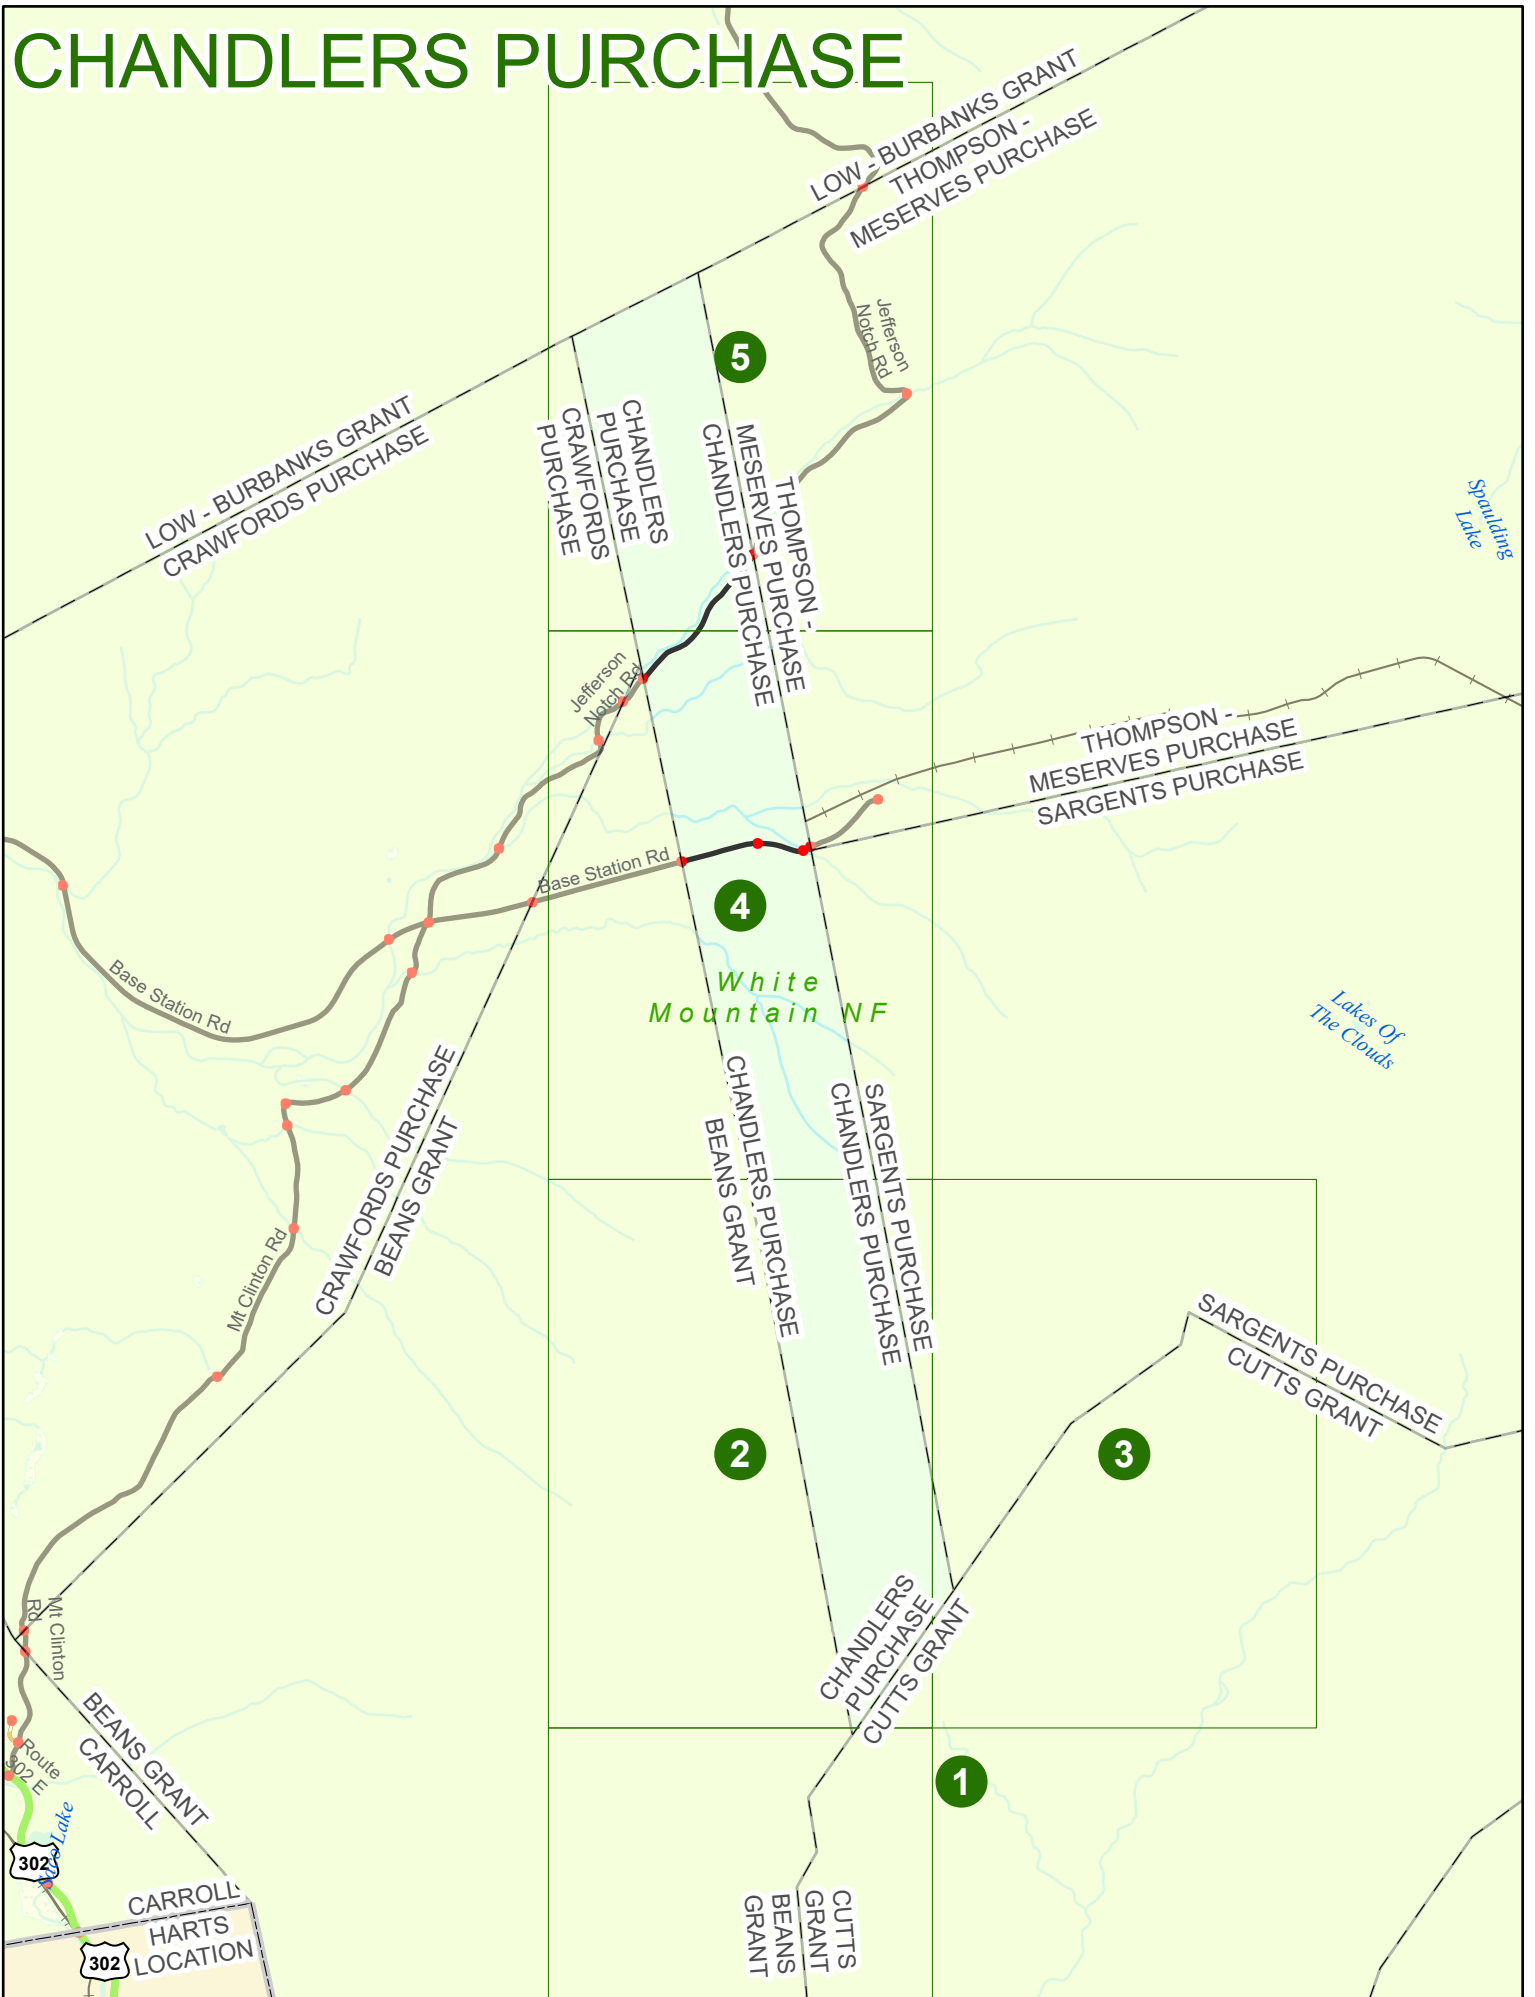 CHANDLERS PURCHASE
LOW - BURBANKS GRANT
THOMPSON -
MESERVES PURCHASE
Jefferson
Notch Rd
5
LOW - BURBANKS GRANT
CRAWFORDS PURCHASE
CHANDLERS
PURCHASE
CRAWFORDS
PURCHASE
THOMPSON -
MESERVES PURCHASE
CHANDLERS PURCHASE
Spaulding
Lake
Jefferson
Notch Rd
THOMPSON -
MESERVES PURCHASE
SARGENTS PURCHASE
Base Station Rd
4
White
Mountain NF
Base Station Rd
Lakes Of
The Clouds
CRAWFORDS PURCHASE
BEANS GRANT
CHANDLERS PURCHASE
BEANS GRANT
SARGENTS PURCHASE
CHANDLERS PURCHASE
Mt Clinton Rd
SARGENTS PURCHASE
CUTTS GRANT
2
3
CHANDLERS
PURCHASE
CUTTS GRANT
Mt Clinton
Rd
BEANS GRANT
CARROLL
Route
302 E
1
Saco Lake
302
CARROLL
HARTS
LOCATION
302
CUTTS
GRANT
BEANS
GRANT